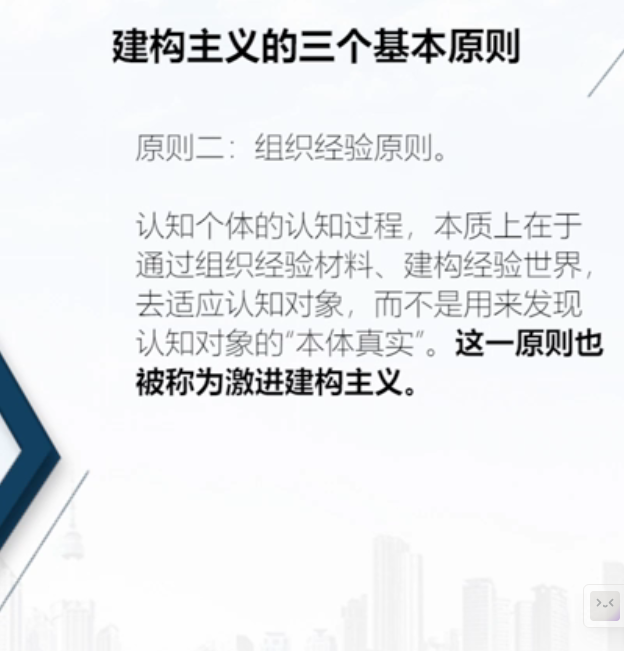 建构主义的三个基本原则
原则二：组织经验原则。
认知个体的认知过程，本质上在于
通过组织经验材料、建构经验世界，
去适应认知对象，而不是用来发现
认知对象的“本体真实”。这一原则也
被称为激进建构主义。